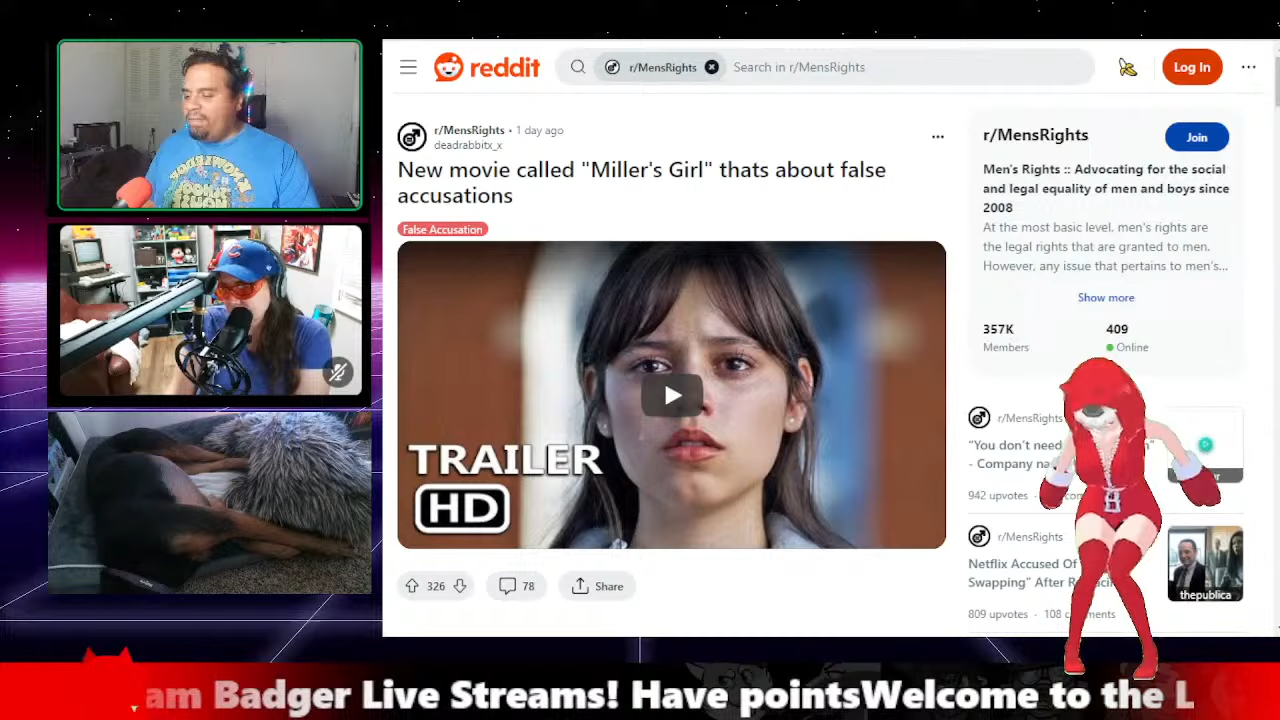 reddit
r/MensRights
Search in r/MensRights
Log In
r/MensRights • 1 day ago
deadrabbitx_x
New movie called "Miller's Girl" thats about false
accusations
False Accusation
TRAILER
HD
326
78
Share
r/MensRights
Join
Men's Rights :: Advocating for the social
and legal equality of men and boys since
2008
At the most basic level, men's rights are
the legal rights that are granted to men.
However, any issue that pertains to men's...
Show more
357K
409
Members
Online
r/MensRights
"You don't need
- Company
942 upvotes
r/MensRights
Netflix Accused Of
Swapping" After
809 upvotes · 108
thepublica
C
am Badger Live Streams! Have pointsWelcome to the L